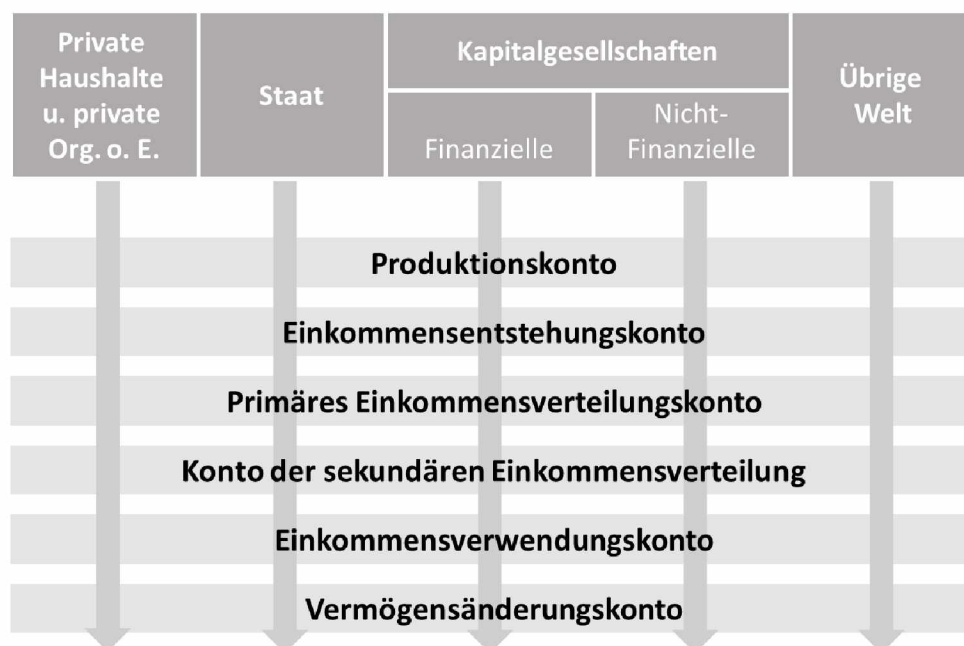 Private
Haushalte
u. private
Org. o. E.
Staat
Kapitalgesellschaften
Finanzielle
Nicht-
Finanzielle
Übrige
Welt
Produktionskonto
Einkommensentstehungskonto
Primäres Einkommensverteilungskonto
Konto der sekundären Einkommensverteilung
Einkommensverwendungskonto
Vermögensänderungskonto